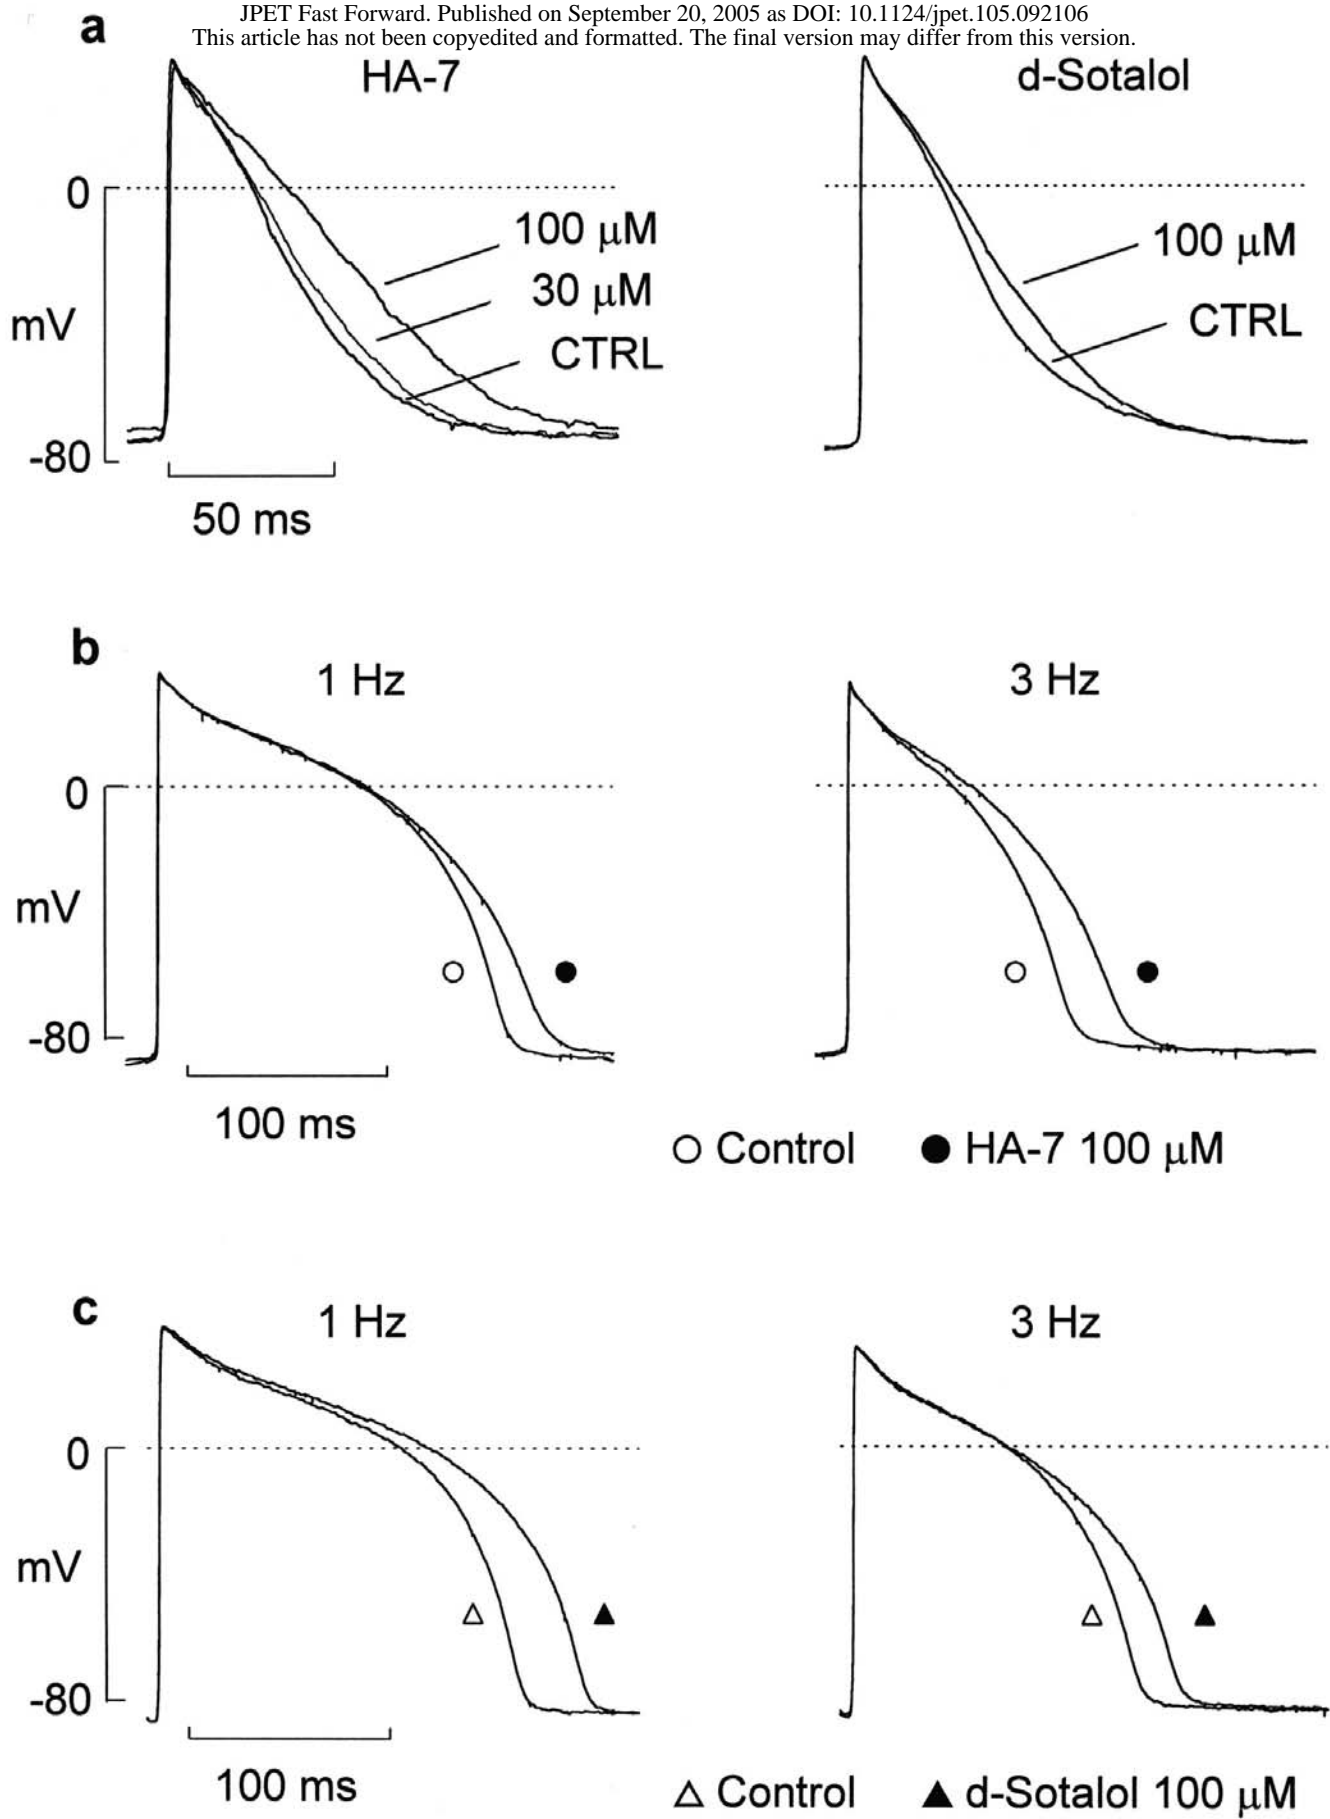 JPET Fast Forward. Published on September 20, 2005 as DOI: 10.1124/jpet.105.092106
This article has not been copyedited and formatted. The final version may differ from this version.
a
HA-7
d-Sotalol
0
100 µM
30 µM
CTRL
100 µM
CTRL
mV
-80
50 ms
b
1 Hz
3 Hz
0
mV
-80
100 ms
Control
HA-7 100 µM
c
1 Hz
3 Hz
0
mV
-80
100 ms
Control
d-Sotalol 100 µM